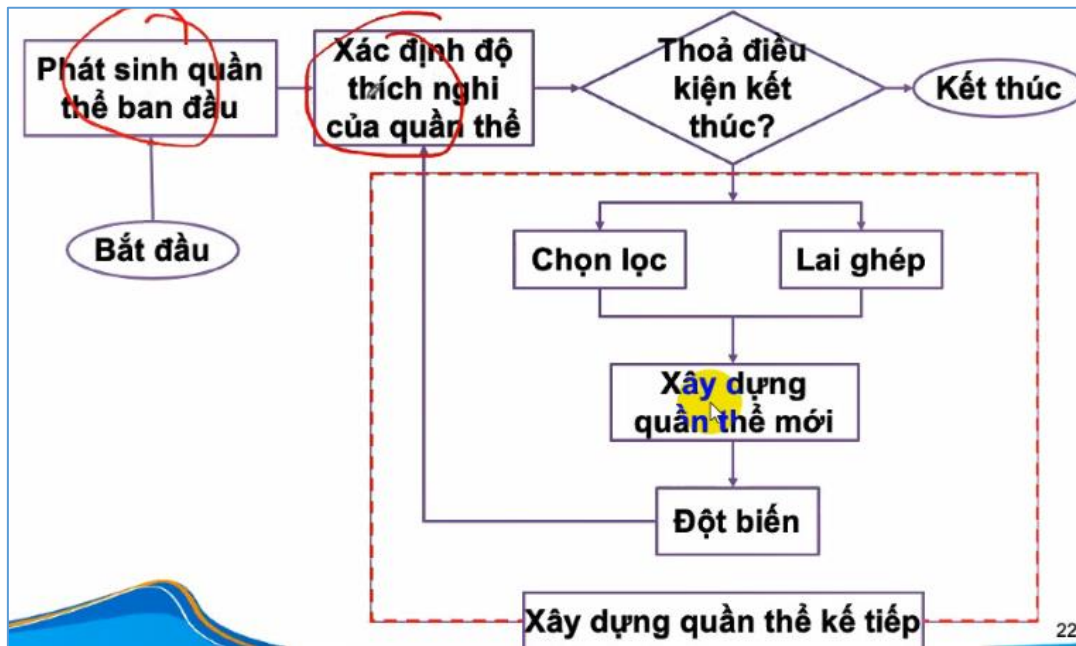 Phát sinh quần
thể ban đầu
Xác định độ
thích nghi
của quần thể
Thoả điều
kiện kết
thúc?
Kết thúc
Bắt đầu
Chọn lọc
Lai ghép
Xây dựng
quần thể mới
Đột biến
Xây dựng quần thể kế tiếp
22